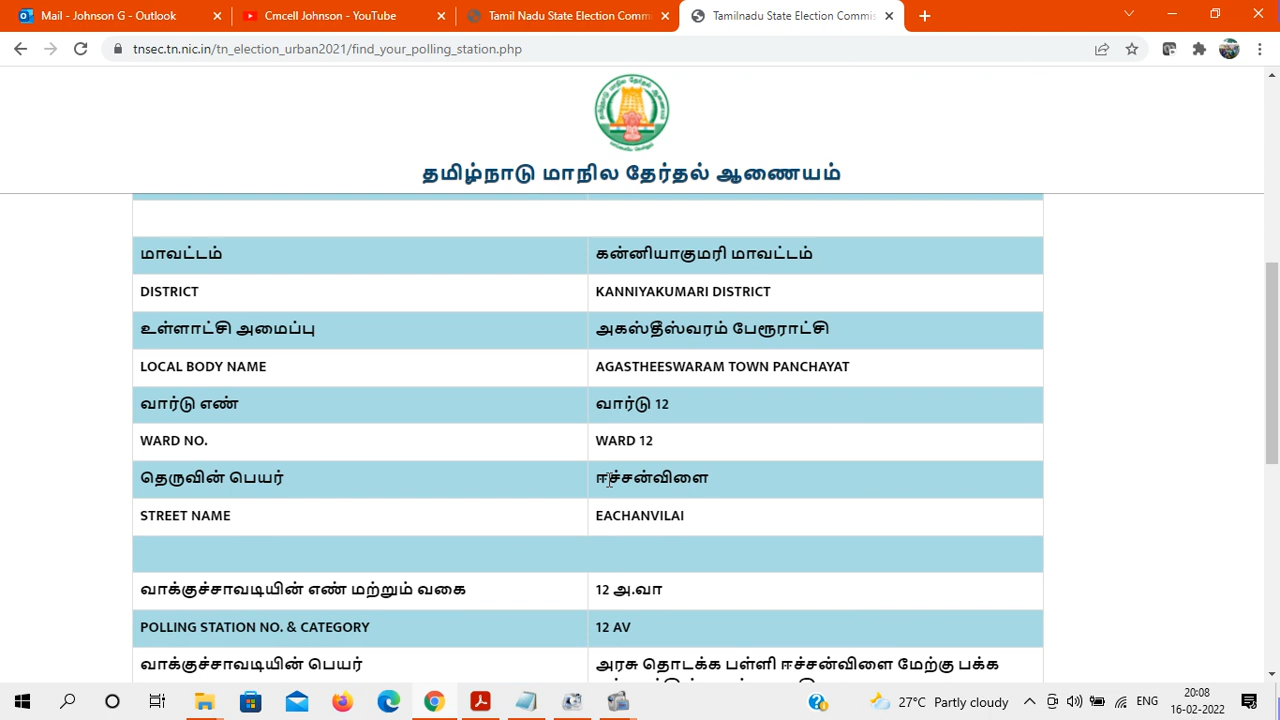 Mail - Johnson G - Outlook
Cmcell Johnson - YouTube
Tamil Nadu State Election Commi
Tamilnadu State Election Commis
tnsec.tn.nic.in/tn_election_urban2021/find_your_polling_station.php
தமிழ்நாடு மாநில தேர்தல் ஆணையம்
மாவட்டம் கன்னியாகுமரி மாவட்டம்
DISTRICT KANNIYAKUMARI DISTRICT
உள்ளாட்சி அமைப்பு அகஸ்தீஸ்வரம் பேரூராட்சி
LOCAL BODY NAME AGASTHEESWARAM TOWN PANCHAYAT
வார்டு எண் வார்டு 12
WARD NO. WARD 12
தெருவின் பெயர் ஈச்சன்விளை
STREET NAME EACHANVILAI
வாக்குச்சாவடியின் எண் மற்றும் வகை 12 அ.வா
POLLING STATION NO. & CATEGORY 12 AV
வாக்குச்சாவடியின் பெயர் அரசு தொடக்க பள்ளி ஈச்சன்விளை மேற்கு பக்க
27°C Partly cloudy
ENG
20:08
16-02-2022